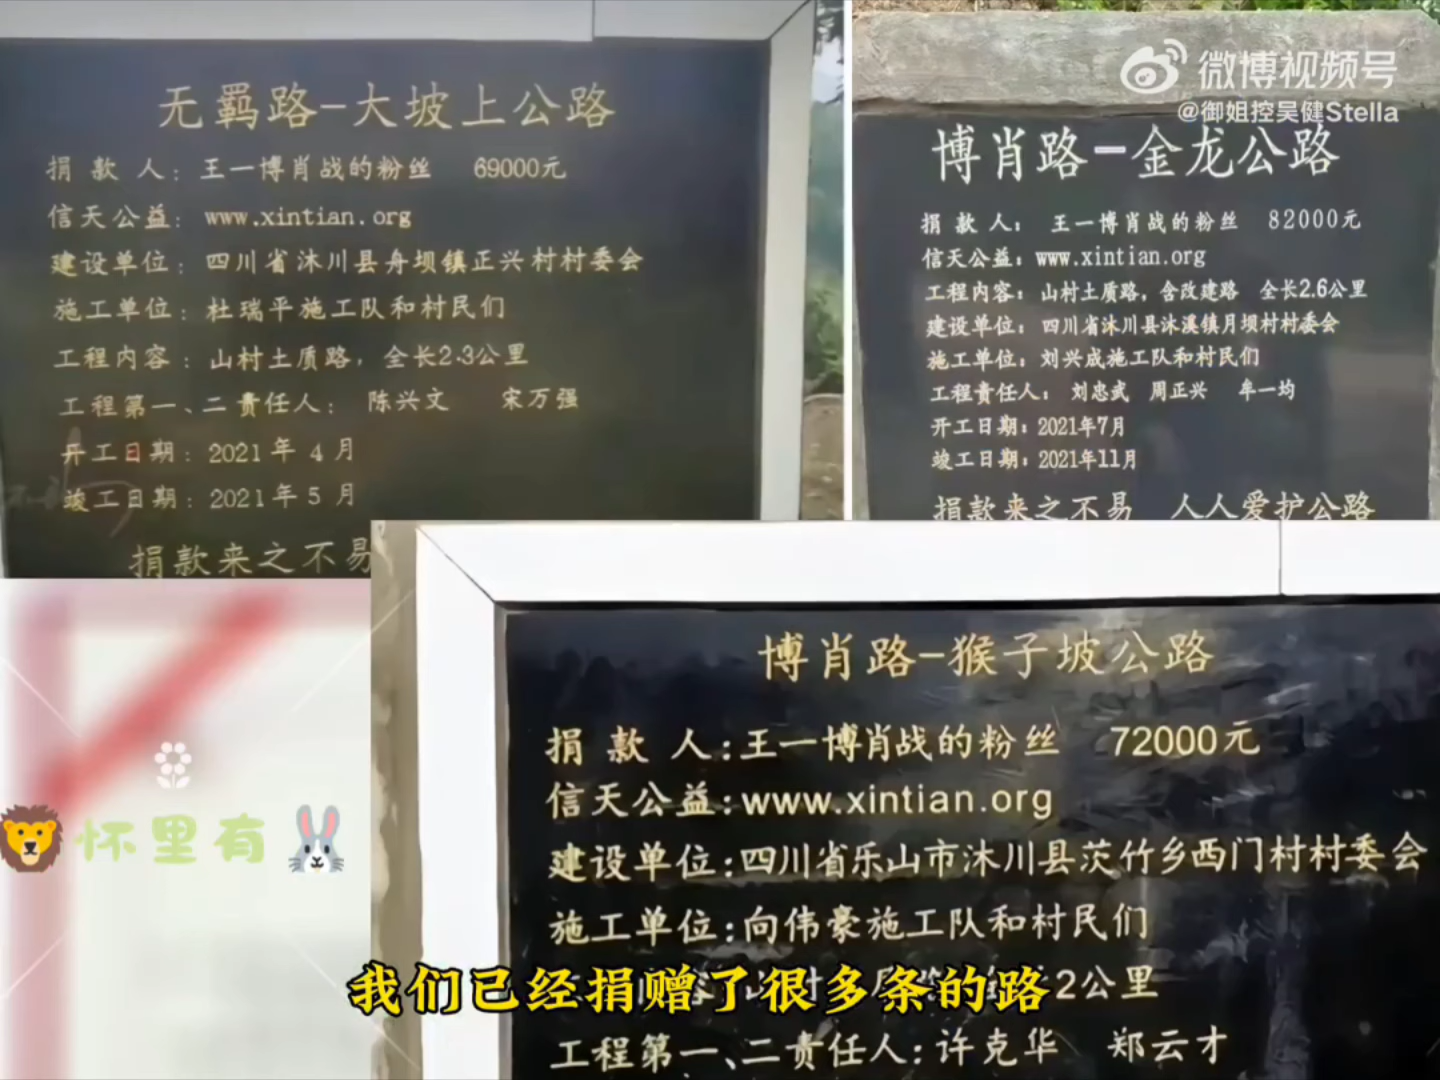 无羁路-大坡上公路
捐款人：王一博肖战的粉丝 69000元
信天公益：www.xintian.org
建设单位：四川省沐川县舟坝镇正兴村村委会
施工单位：杜瑞平施工队和村民们
工程内容：山村土质路，全长2.3公里
工程第一、二责任人：陈兴文 宋万强
开工日期：2021年4月
竣工日期：2021年5月
捐款来之不易
微博视频号
@御姐控吴健Stella
博肖路-金龙公路
捐款人：王一博肖战的粉丝 82000元
信天公益：www.xintian.org
工程内容：山村土质路，含改建路 全长2.6公里
建设单位：四川省沐川县沐溪镇月坝村村委会
施工单位：刘兴成施工队和村民们
工程责任人：刘忠武 周正兴 牟一均
开工日期：2021年7月
竣工日期：2021年11月
捐款来之不易 人人爱护公路
博肖路-猴子坡公路
捐款人：王一博肖战的粉丝 72000元
信天公益：www.xintian.org
建设单位：四川省乐山市沐川县茨竹乡西门村村委会
施工单位：向伟豪施工队和村民们
2公里
工程第一、二责任人：许克华 郑云才
怀里有
我们已经捐赠了很多条的路